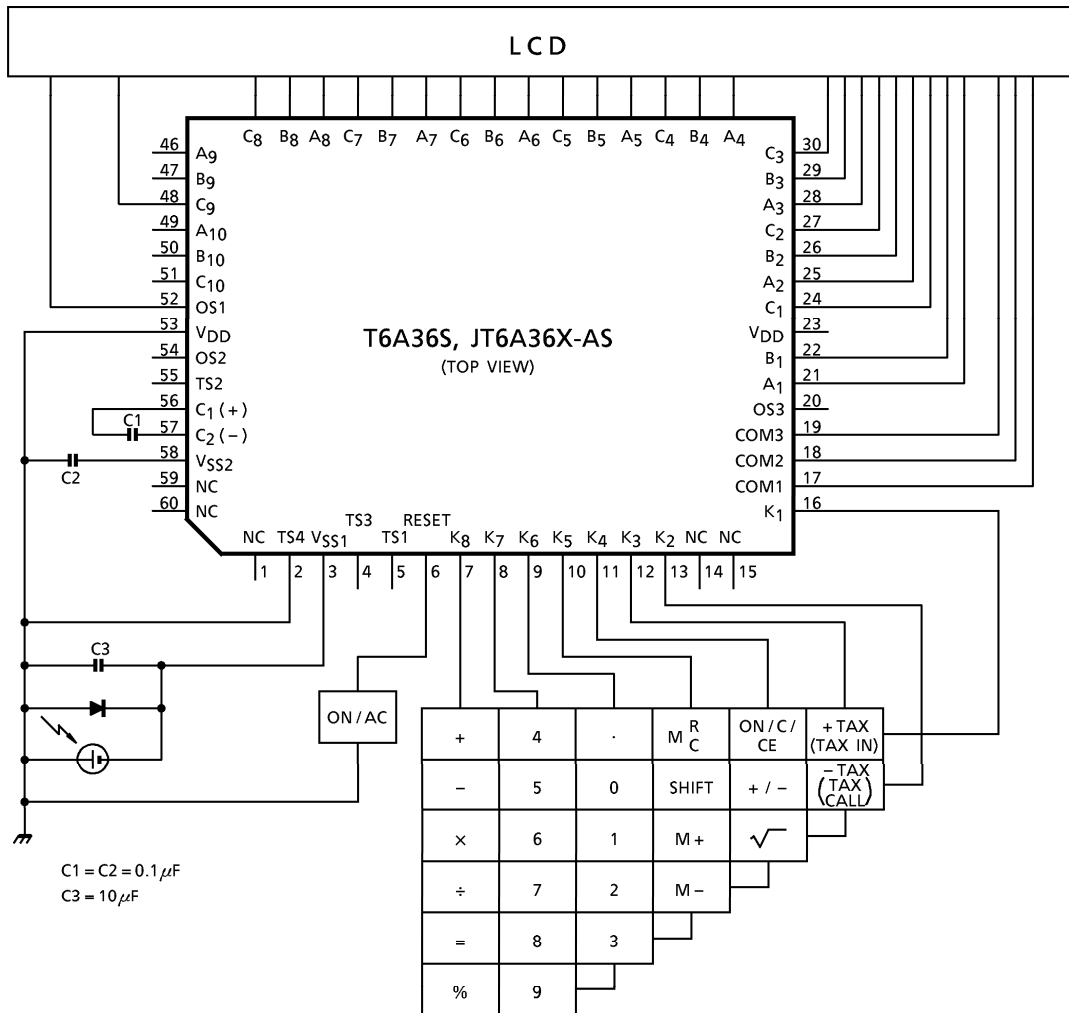 LCD
C8 B8 A8 C7 B7 A7 C6 B6 A6 C5 B5 A5 C4 B4 A4
46 A9
47 B9
48 C9
49 A10
50 B10
51 C10
52 OS1
53 VDD
54 OS2
55 TS2
56 C1 (+)
57 C2 (−)
58 VSS2
59 NC
60 NC
C1
C2
T6A36S, JT6A36X-AS
(TOP VIEW)
C3 30
B3 29
A3 28
C2 27
B2 26
A2 25
C1 24
VDD 23
B1 22
A1 21
OS3 20
COM3 19
COM2 18
COM1 17
K1 16
NC TS4 VSS1 TS3 TS1 RESET K8 K7 K6 K5 K4 K3 K2 NC NC
1 2 3 4 5 6 7 8 9 10 11 12 13 14 15
C3
ON / AC
+ 4 · M R C ON / C / CE + TAX (TAX IN)
− 5 0 SHIFT + / − − TAX (TAX CALL)
× 6 1 M + √
÷ 7 2 M −
= 8 3
% 9
C1 = C2 = 0.1 μF
C3 = 10 μF